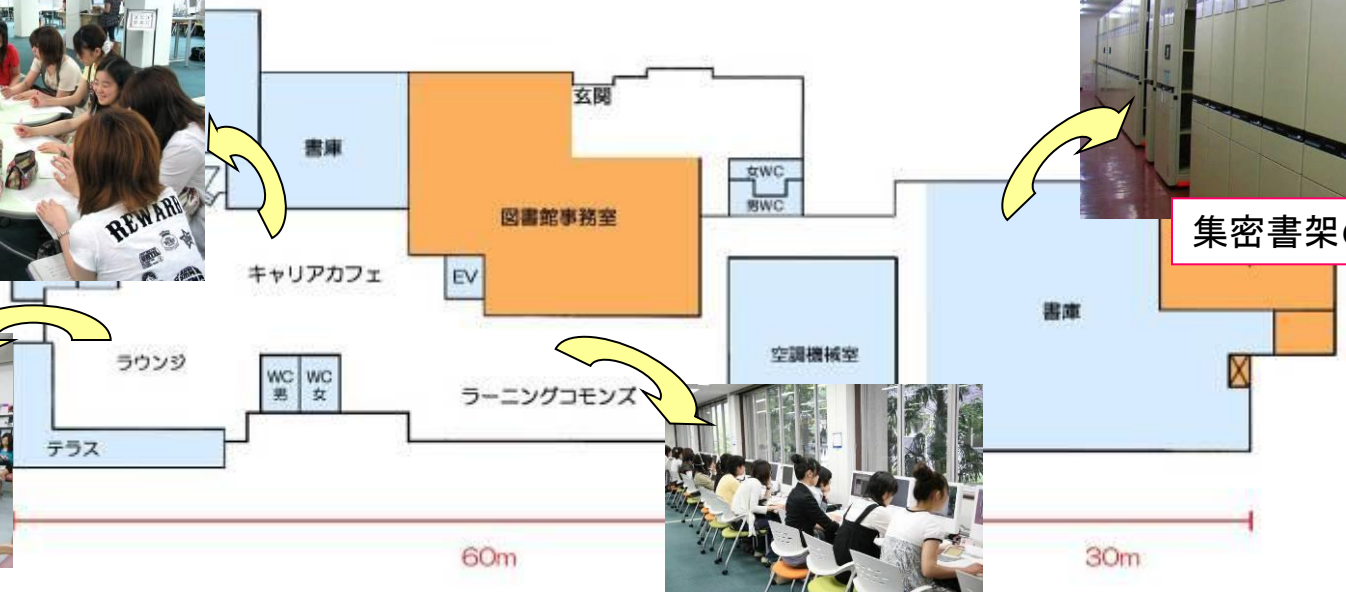 REWARD
玄関
書庫
女WC
男WC
図書館事務室
集密書架の
キャリアカフェ
EV
書庫
空調機械室
ラウンジ
WC
男
WC
女
ラーニングコモンズ
テラス
60m
30m